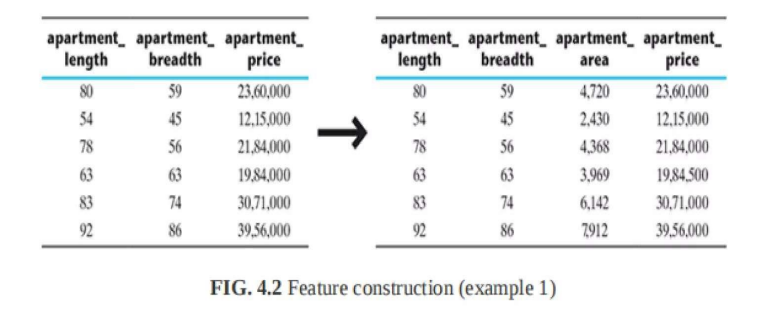 apartment_ apartment_ apartment_ apartment_ apartment_ apartment_ apartment_
length breadth price length breadth area price
80 59 23,60,000 80 59 4,720 23,60,000
54 45 12,15,000 54 45 2,430 12,15,000
78 56 21,84,000 78 56 4,368 21,84,000
63 63 19,84,000 63 63 3,969 19,84,500
83 74 30,71,000 83 74 6,142 30,71,000
92 86 39,56,000 92 86 7,912 39,56,000
FIG. 4.2 Feature construction (example 1)